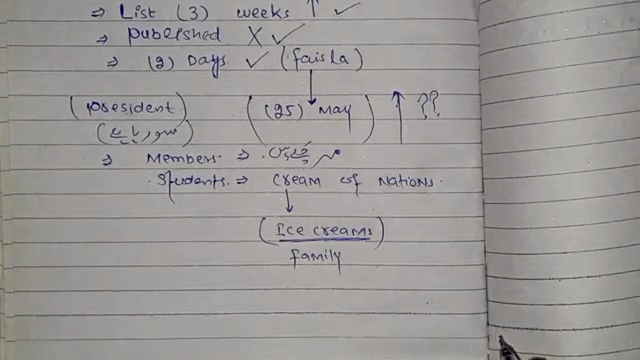 ⇒ List (3) weeks ↑ ✓
⇒ published X ✓
⇒ (2) Days ✓ (faisla)
(president) ((25) May) ↑ ??
⇒ Members ⇒
Students ⇒ cream of Nations.
(Ice creams)
family